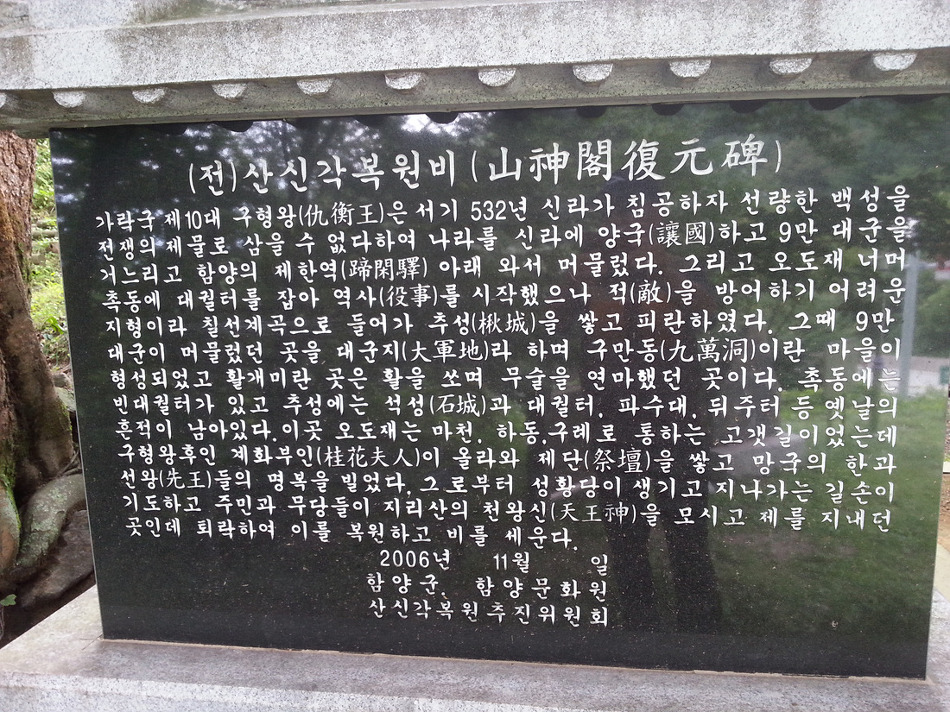 (전)산신각복원비(山神閣復元碑)
가락국 제10대 구형왕(仇衡王)은 서기 532년 신라가 침공하자 선량한 백성을
전쟁의 제물로 삼을 수 없다하여 나라를 신라에 양국(讓國)하고 9만 대군을
거느리고 함양의 제한역(蹄閑驛) 아래 와서 머물렀다. 그리고 오도재 너머
촉동에 대궐터를 잡아 역사(役事)를 시작했으나 적(敵)을 방어하기 어려운
지형이라 칠선계곡으로 들어가 추성(楸城)을 쌓고 피란하였다. 그때 9만
대군이 머물렀던 곳을 대군지(大軍地)라 하며 구만동(九萬洞)이란 마을이
형성되었고 활개미란 곳은 활을 쏘며 무술을 연마했던 곳이다. 촉동에는
빈대궐터가 있고 추성에는 석성(石城)과 대궐터, 파수대, 뒤주터 등 옛날의
흔적이 남아있다.이곳 오도재는 마천, 하동,구례로 통하는 고갯길이었는데
구형왕후인 계화부인(桂花夫人)이 올라와 제단(祭壇)을 쌓고 망국의 한과
선왕(先王)들의 명복을 빌었다. 그로부터 성황당이 생기고 지나가는 길손이
기도하고 주민과 무당들이 지리산의 천왕신(天王神)을 모시고 제를 지내던
곳인데 퇴락하여 이를 복원하고 비를 세운다.
2006년 11월 일
함양군, 함양문화원
산신각복원추진위원회